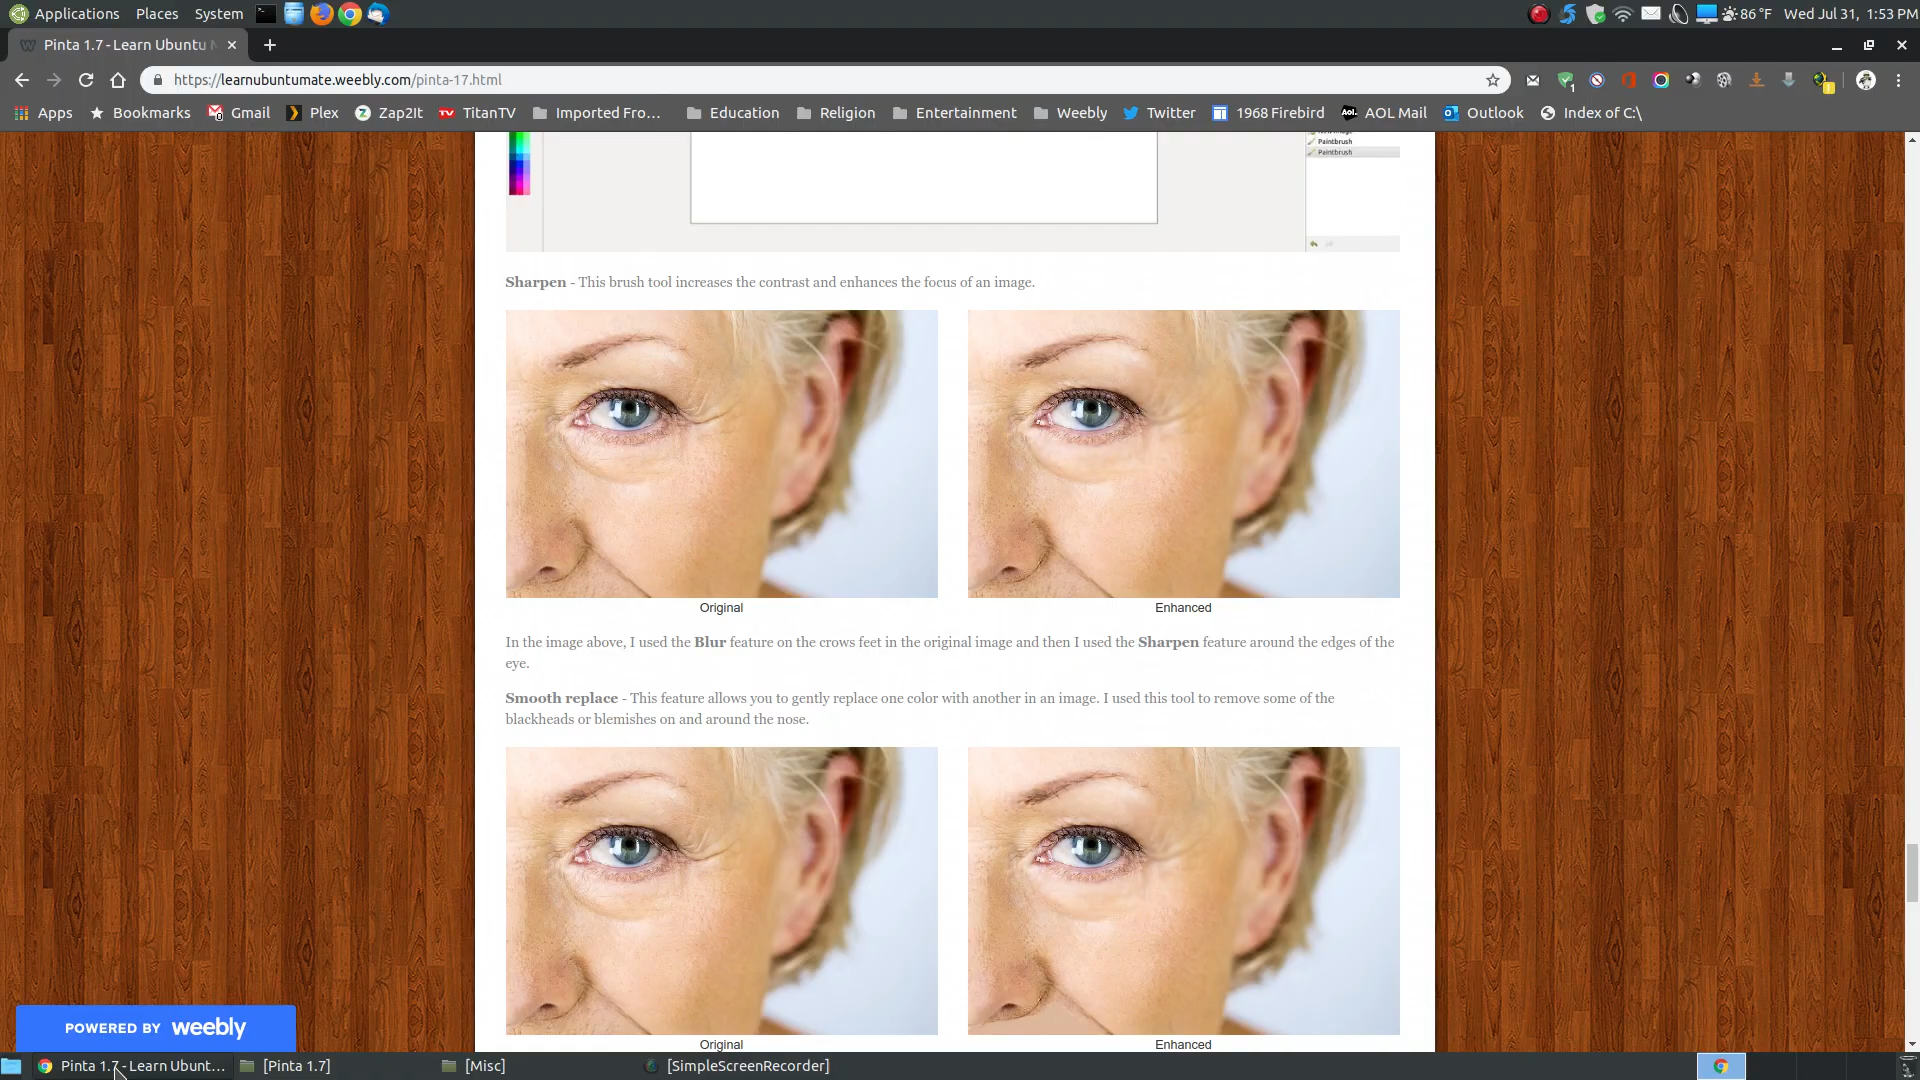 Applications Places System 86 °F Wed Jul 31, 1:53 PM
Pinta 1.7 - Learn Ubuntu
https://learnubuntumate.weebly.com/pinta-17.html
Apps Bookmarks Gmail Plex Zap2It TitanTV Imported Fro... Education Religion Entertainment Weebly Twitter 1968 Firebird AOL Mail Outlook Index of C:\
Paintbrush
Paintbrush
Sharpen - This brush tool increases the contrast and enhances the focus of an image.
Original Enhanced
In the image above, I used the Blur feature on the crows feet in the original image and then I used the Sharpen feature around the edges of the
eye.
Smooth replace - This feature allows you to gently replace one color with another in an image. I used this tool to remove some of the
blackheads or blemishes on and around the nose.
Original Enhanced
POWERED BY weebly
Pinta 1.7 - Learn Ubunt... [Pinta 1.7] [Misc] [SimpleScreenRecorder]